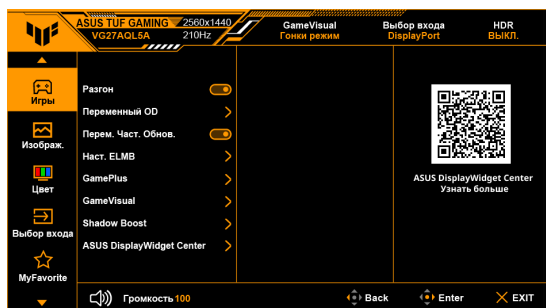 ASUS TUF GAMING 2560x1440
VG27AQL5A 210Hz
GameVisual
Гонки режим
Выбор входа
DisplayPort
HDR
ВЫКЛ.
Игры
Изображ.
Цвет
Выбор входа
MyFavorite
Разгон
Переменный OD
Перем. Част. Обнов.
Наст. ELMB
GamePlus
GameVisual
Shadow Boost
ASUS DisplayWidget Center
ASUS DisplayWidget Center
Узнать больше
Громкость 100
Back
Enter
EXIT